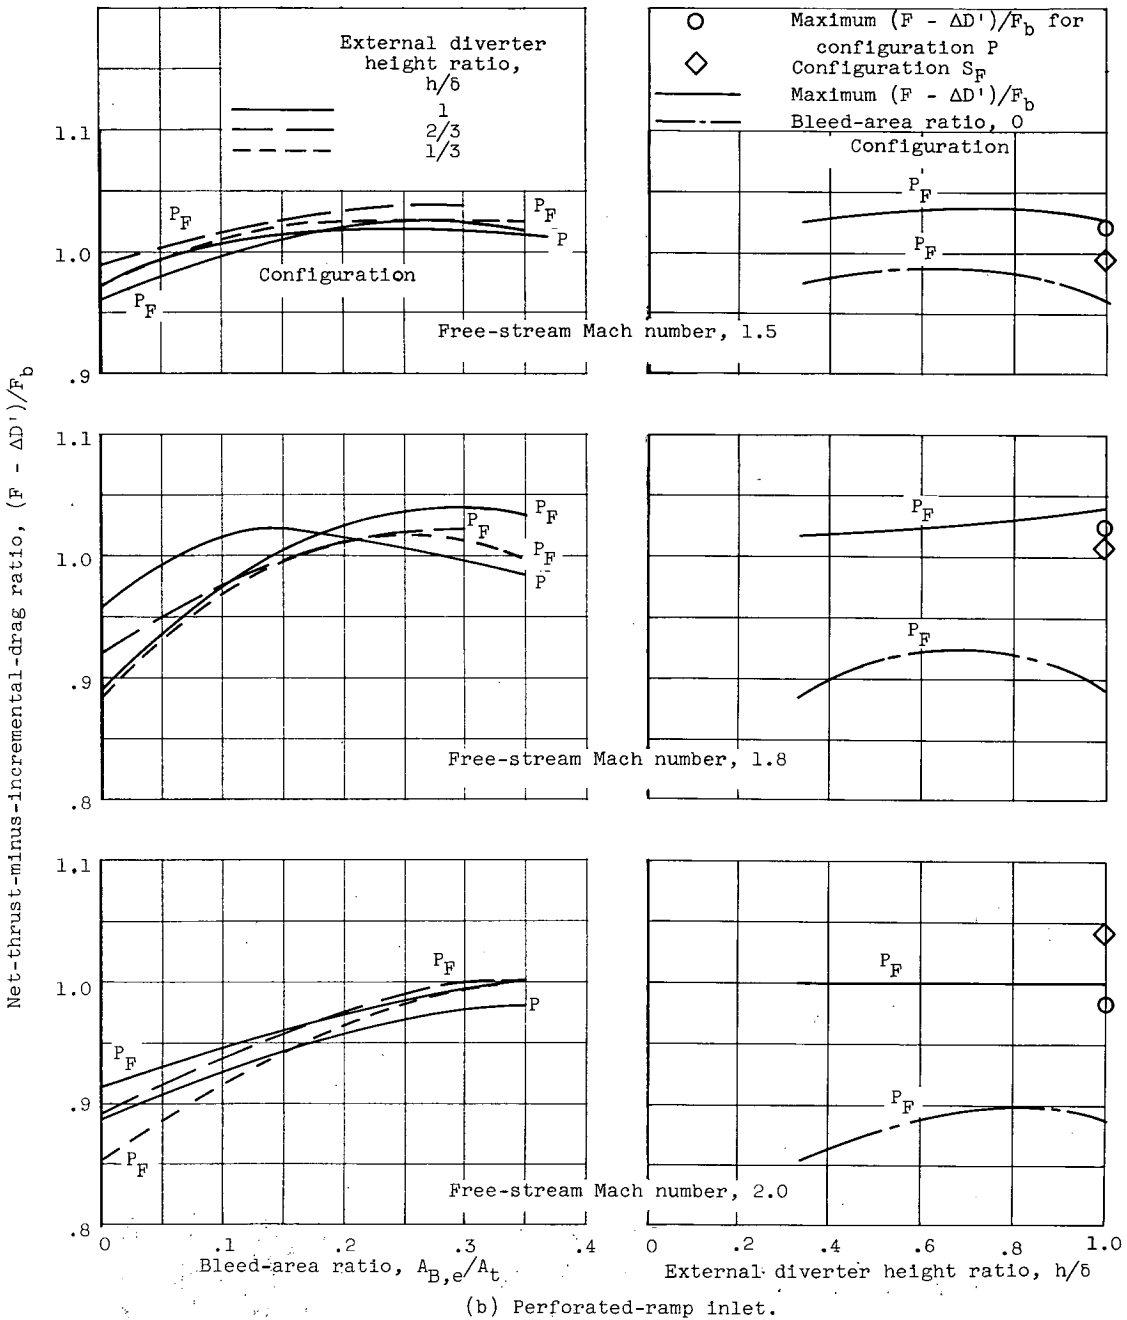 External diverter
height ratio,
h/δ
1
2/3
1/3
Maximum (F - ΔD')/F_b for
configuration P
Configuration S_F
Maximum (F - ΔD')/F_b
Bleed-area ratio, 0
Configuration
1.1
1.0
.9
P_F
P_F
P
P_F
Configuration
P_F
P_F
Free-stream Mach number, 1.5
Net-thrust-minus-incremental-drag ratio, (F - ΔD')/F_b
1.1
1.0
.9
.8
P_F
P_F
P_F
P
P_F
P_F
Free-stream Mach number, 1.8
1.1
1.0
.9
.8
P_F
P
P_F
P_F
P_F
P_F
Free-stream Mach number, 2.0
0 .1 .2 .3 .4
Bleed-area ratio, A_B,e/A_t
0 .2 .4 .6 .8 1.0
External diverter height ratio, h/δ
(b) Perforated-ramp inlet.